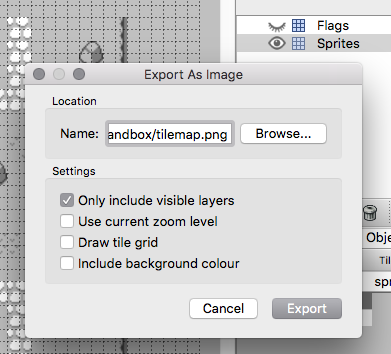 Flags
Sprites
Export As Image
Location
Name: andbox/tilemap.png Browse...
Settings
Only include visible layers
Use current zoom level
Draw tile grid
Include background colour
Cancel Export
Obje
Til
spr